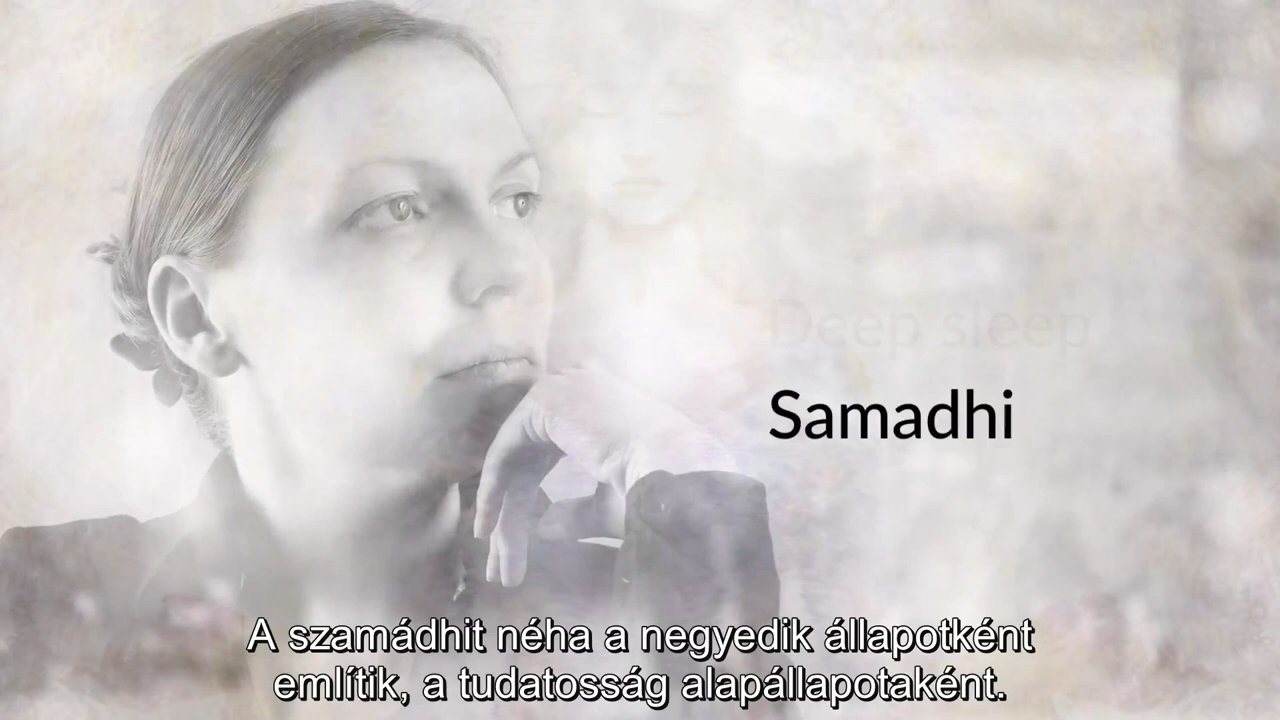 Deep sleep
Samadhi
A szamádhit néha a negyedik állapotként
említik, a tudatosság alapállapotaként.